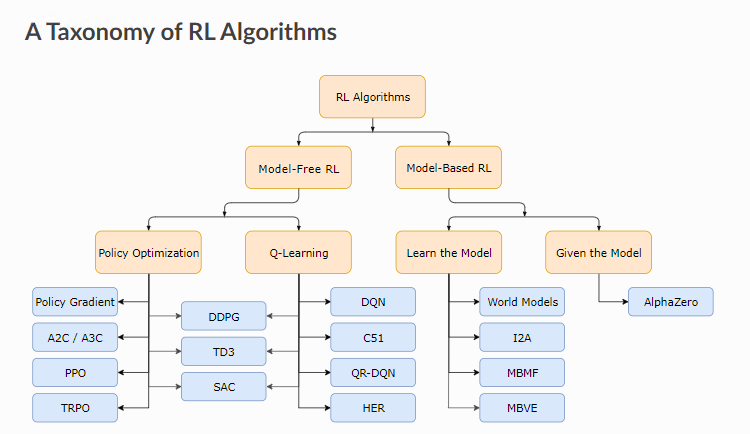 A Taxonomy of RL Algorithms
RL Algorithms
Model-Free RL
Model-Based RL
Policy Optimization
Q-Learning
Learn the Model
Given the Model
Policy Gradient
A2C / A3C
PPO
TRPO
DDPG
TD3
SAC
DQN
C51
QR-DQN
HER
World Models
I2A
MBMF
MBVE
AlphaZero